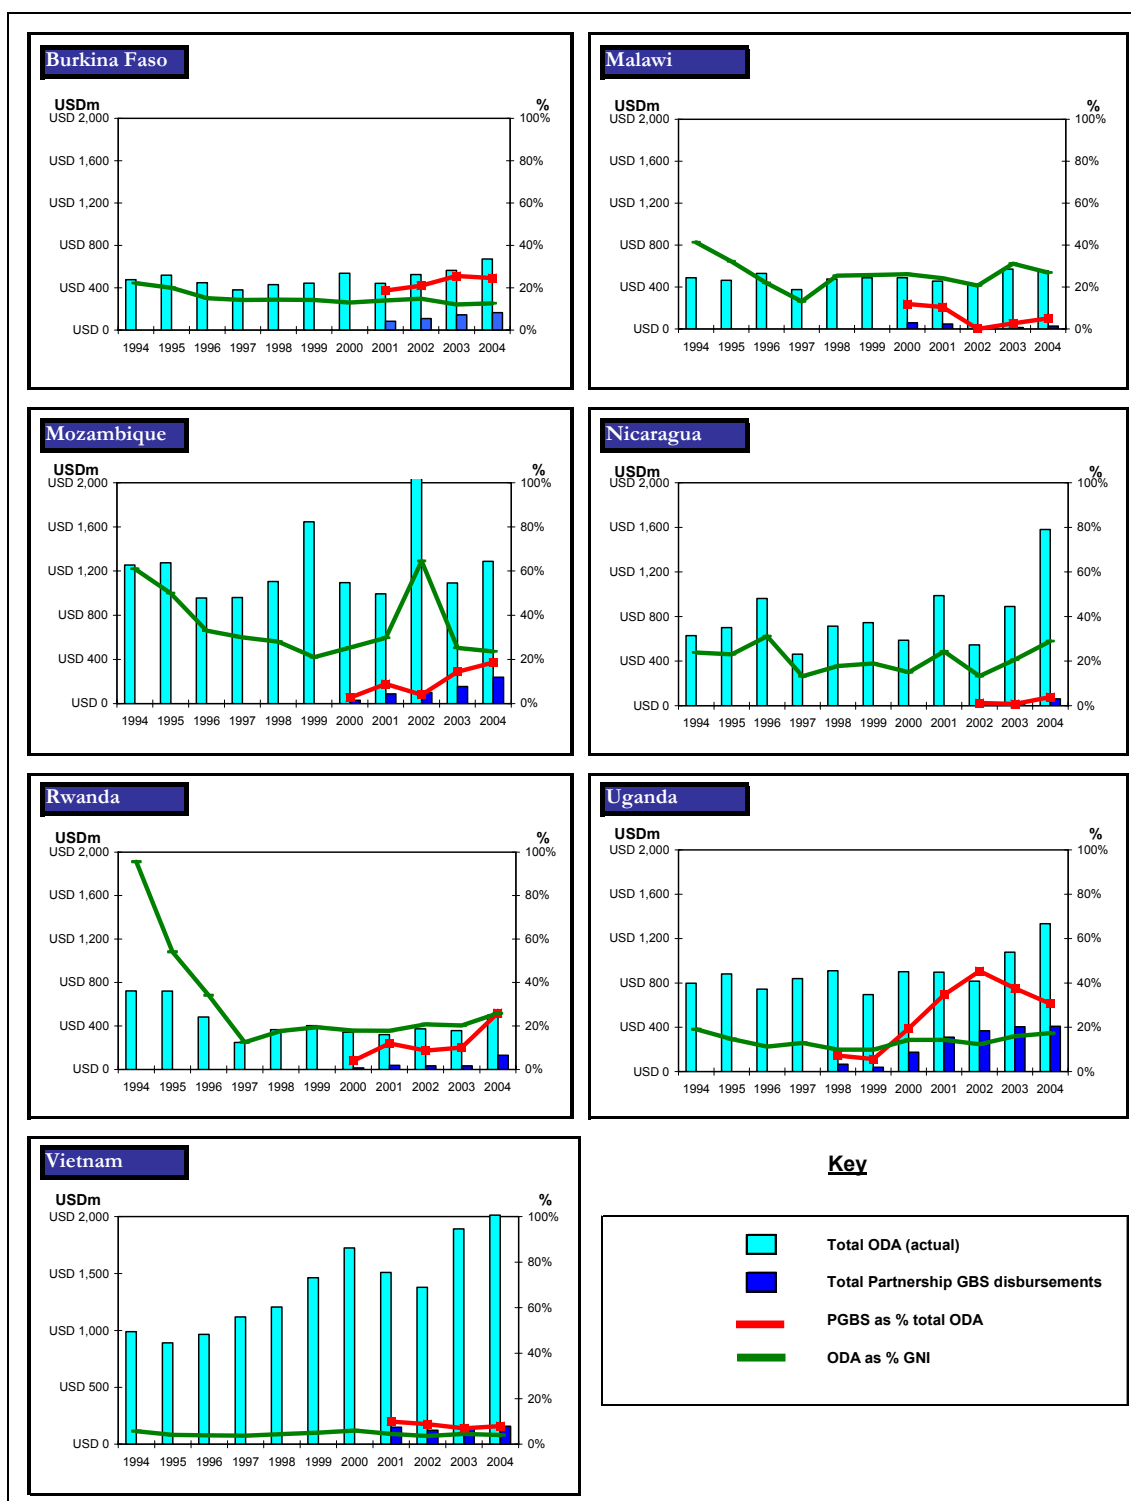 Burkina Faso
USDm %
USD 2,000 100%
USD 1,600 80%
USD 1,200 60%
USD 800 40%
USD 400 20%
USD 0 0%
1994 1995 1996 1997 1998 1999 2000 2001 2002 2003 2004
Malawi
USDm %
USD 2,000 100%
USD 1,600 80%
USD 1,200 60%
USD 800 40%
USD 400 20%
USD 0 0%
1994 1995 1996 1997 1998 1999 2000 2001 2002 2003 2004
Mozambique
USDm %
USD 2,000 100%
USD 1,600 80%
USD 1,200 60%
USD 800 40%
USD 400 20%
USD 0 0%
1994 1995 1996 1997 1998 1999 2000 2001 2002 2003 2004
Nicaragua
USDm %
USD 2,000 100%
USD 1,600 80%
USD 1,200 60%
USD 800 40%
USD 400 20%
USD 0 0%
1994 1995 1996 1997 1998 1999 2000 2001 2002 2003 2004
Rwanda
USDm %
USD 2,000 100%
USD 1,600 80%
USD 1,200 60%
USD 800 40%
USD 400 20%
USD 0 0%
1994 1995 1996 1997 1998 1999 2000 2001 2002 2003 2004
Uganda
USDm %
USD 2,000 100%
USD 1,600 80%
USD 1,200 60%
USD 800 40%
USD 400 20%
USD 0 0%
1994 1995 1996 1997 1998 1999 2000 2001 2002 2003 2004
Vietnam
USDm %
USD 2,000 100%
80%
USD 1,500
60%
USD 1,000
40%
USD 500
20%
USD 0 0%
1994 1995 1996 1997 1998 1999 2000 2001 2002 2003 2004
Key
Total ODA (actual)
Total Partnership GBS disbursements
PGBS as % total ODA
ODA as % GNI